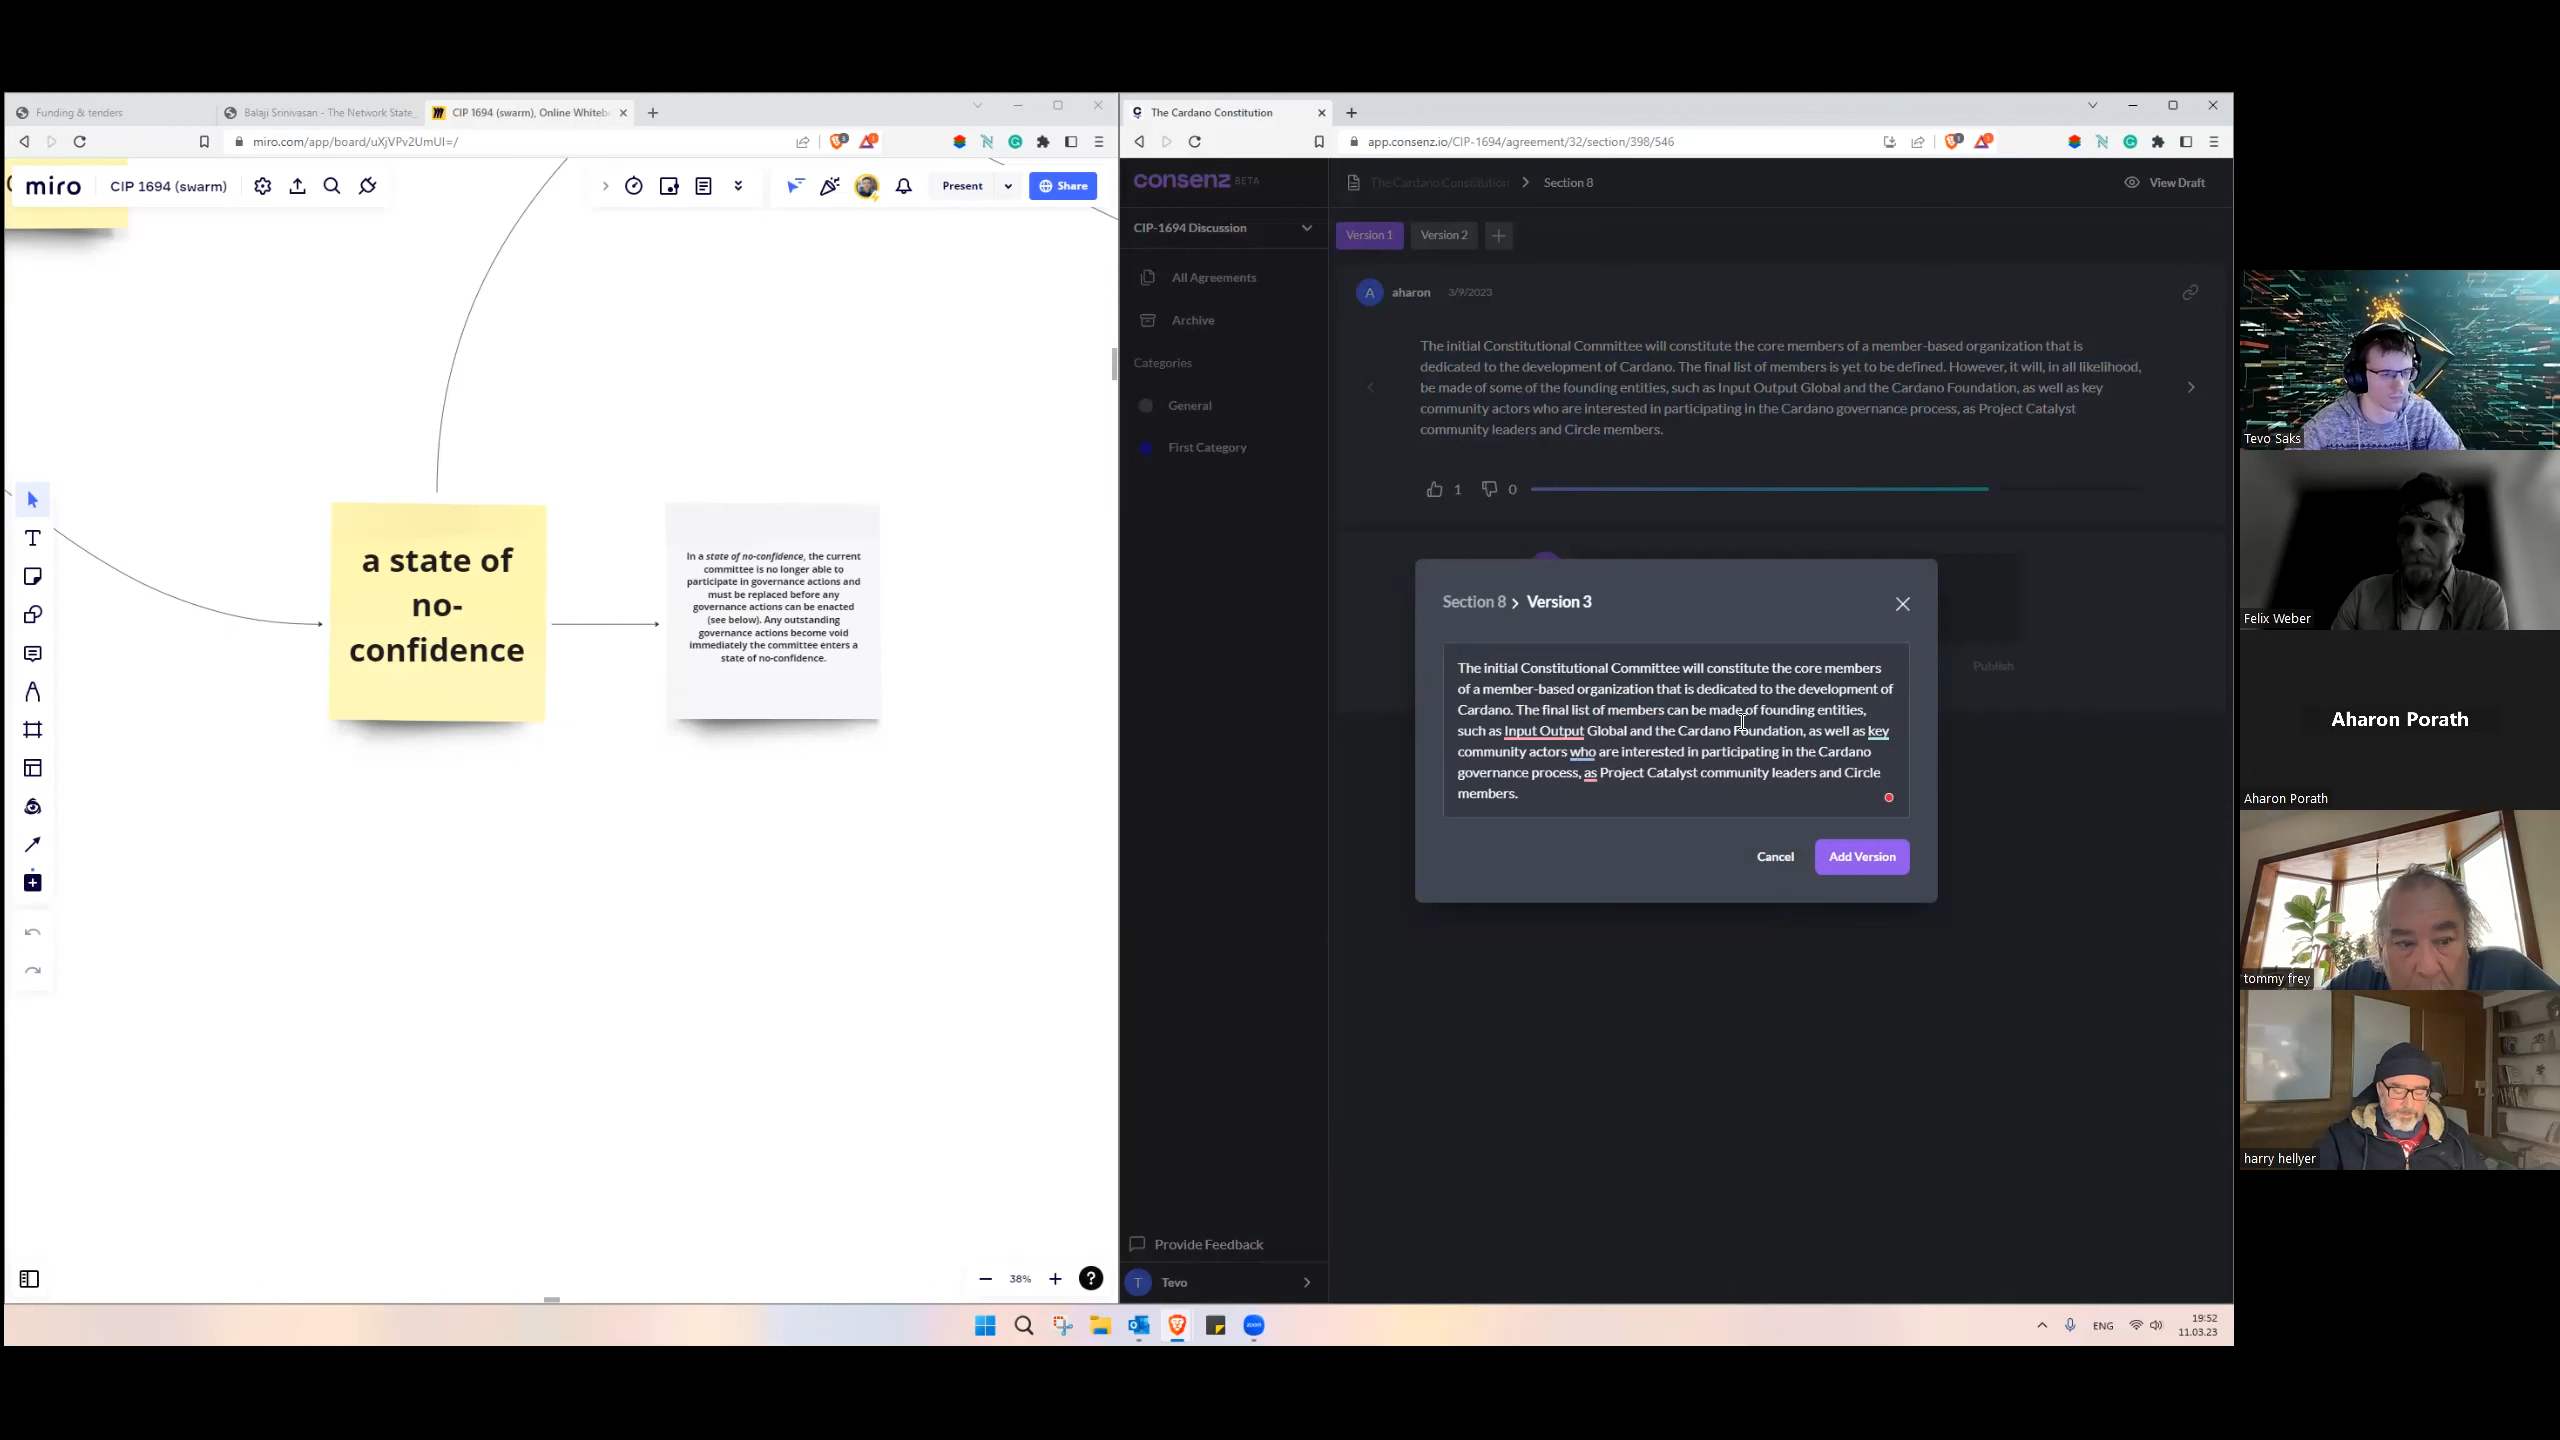 Funding & tenders
Balaji Srinivasan - The Network State_
CIP 1694 (swarm), Online Whiteb
miro.com/app/board/uXjVPv2UmUI=/
miro
CIP 1694 (swarm)
Present
Share
a state of
no-
confidence
In a state of no-confidence, the current
committee is no longer able to
participate in governance actions and
must be replaced before any
governance actions can be enacted
(see below). Any outstanding
governance actions become void
immediately the committee enters a
state of no-confidence.
38%
The Cardano Constitution
app.consenz.io/CIP-1694/agreement/32/section/398/546
consenz BETA
The Cardano Constitution
Section 8
View Draft
CIP-1694 Discussion
All Agreements
Archive
Categories
General
First Category
Version 1
Version 2
A
aharon
3/9/2023
The initial Constitutional Committee will constitute the core members of a member-based organization that is
dedicated to the development of Cardano. The final list of members is yet to be defined. However, it will, in all likelihood,
be made of some of the founding entities, such as Input Output Global and the Cardano Foundation, as well as key
community actors who are interested in participating in the Cardano governance process, as Project Catalyst
community leaders and Circle members.
1
0
Section 8 > Version 3
The initial Constitutional Committee will constitute the core members
of a member-based organization that is dedicated to the development of
Cardano. The final list of members can be made of founding entities,
such as Input Output Global and the Cardano Foundation, as well as key
community actors who are interested in participating in the Cardano
governance process, as Project Catalyst community leaders and Circle
members.
Publish
Cancel
Add Version
Provide Feedback
T
Tevo
zoom
ENG
19:52
11.03.23
Tevo Saks
Felix Weber
Aharon Porath
Aharon Porath
tommy frey
harry hellyer